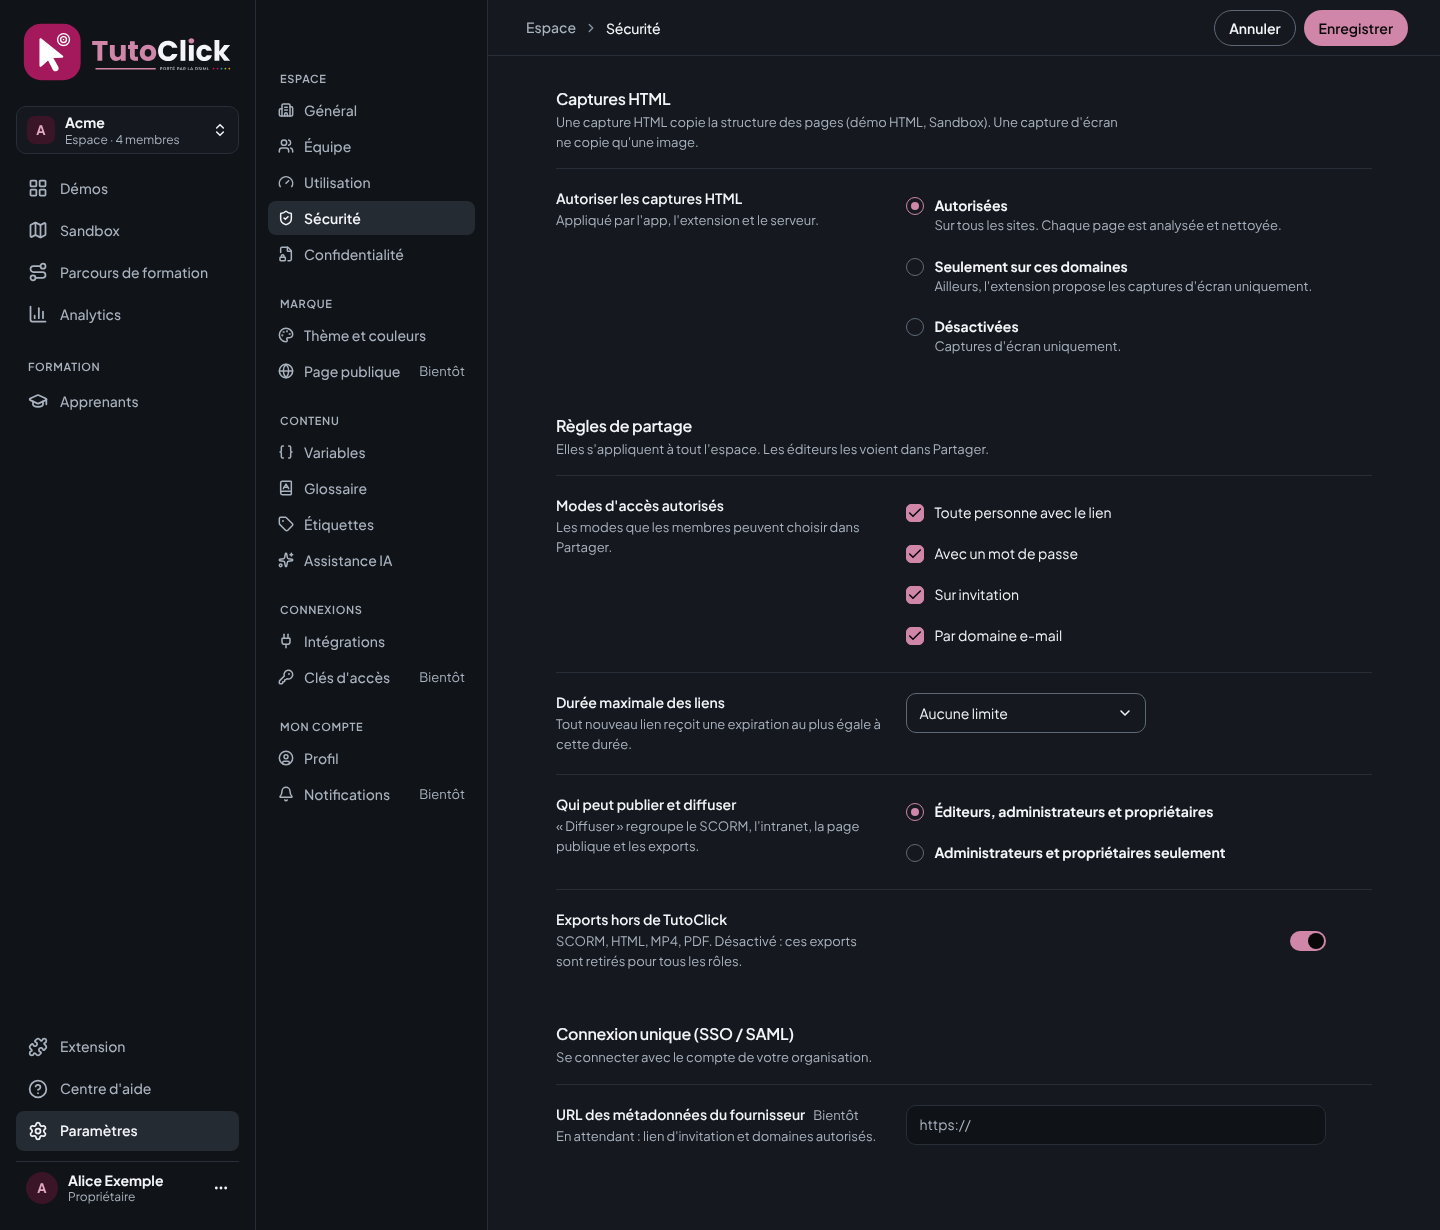 TutoClick
PORTÉ PAR LA DSIML
A
Acme
Espace · 4 membres
Démos
Sandbox
Parcours de formation
Analytics
FORMATION
Apprenants
Extension
Centre d'aide
Paramètres
A
Alice Exemple
Propriétaire
ESPACE
Général
Équipe
Utilisation
Sécurité
Confidentialité
MARQUE
Thème et couleurs
Page publique Bientôt
CONTENU
Variables
Glossaire
Étiquettes
Assistance IA
CONNEXIONS
Intégrations
Clés d'accès Bientôt
MON COMPTE
Profil
Notifications Bientôt
Espace > Sécurité
Annuler
Enregistrer
Captures HTML
Une capture HTML copie la structure des pages (démo HTML, Sandbox). Une capture d'écran
ne copie qu'une image.
Autoriser les captures HTML
Appliqué par l'app, l'extension et le serveur.
Autorisées
Sur tous les sites. Chaque page est analysée et nettoyée.
Seulement sur ces domaines
Ailleurs, l'extension propose les captures d'écran uniquement.
Désactivées
Captures d'écran uniquement.
Règles de partage
Elles s'appliquent à tout l'espace. Les éditeurs les voient dans Partager.
Modes d'accès autorisés
Les modes que les membres peuvent choisir dans
Partager.
Toute personne avec le lien
Avec un mot de passe
Sur invitation
Par domaine e-mail
Durée maximale des liens
Tout nouveau lien reçoit une expiration au plus égale à
cette durée.
Aucune limite
Qui peut publier et diffuser
« Diffuser » regroupe le SCORM, l'intranet, la page
publique et les exports.
Éditeurs, administrateurs et propriétaires
Administrateurs et propriétaires seulement
Exports hors de TutoClick
SCORM, HTML, MP4, PDF. Désactivé : ces exports
sont retirés pour tous les rôles.
Connexion unique (SSO / SAML)
Se connecter avec le compte de votre organisation.
URL des métadonnées du fournisseur Bientôt
En attendant : lien d'invitation et domaines autorisés.
https://